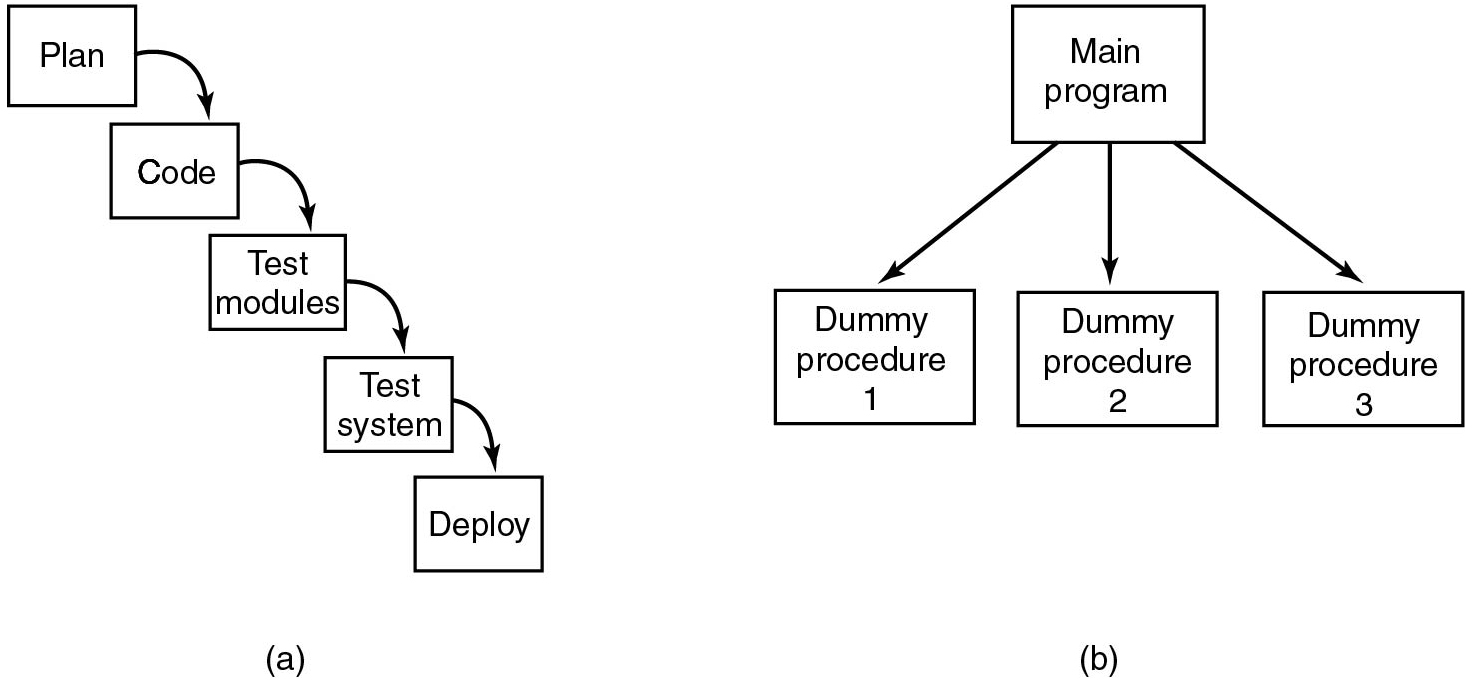 Plan
Code
Test
modules
Test
system
Deploy
(a)
Main
program
Dummy
procedure
1
Dummy
procedure
2
Dummy
procedure
3
(b)